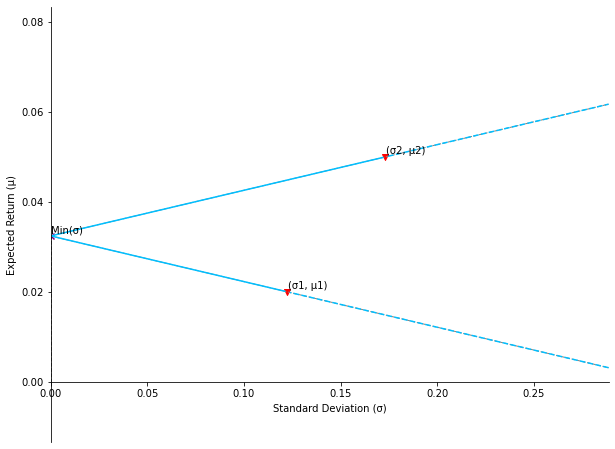 0.08
0.06
0.04
0.02
0.00
Expected Return (μ)
(σ2, μ2)
Min(σ)
(σ1, μ1)
0.00 0.05 0.10 0.15 0.20 0.25
Standard Deviation (σ)